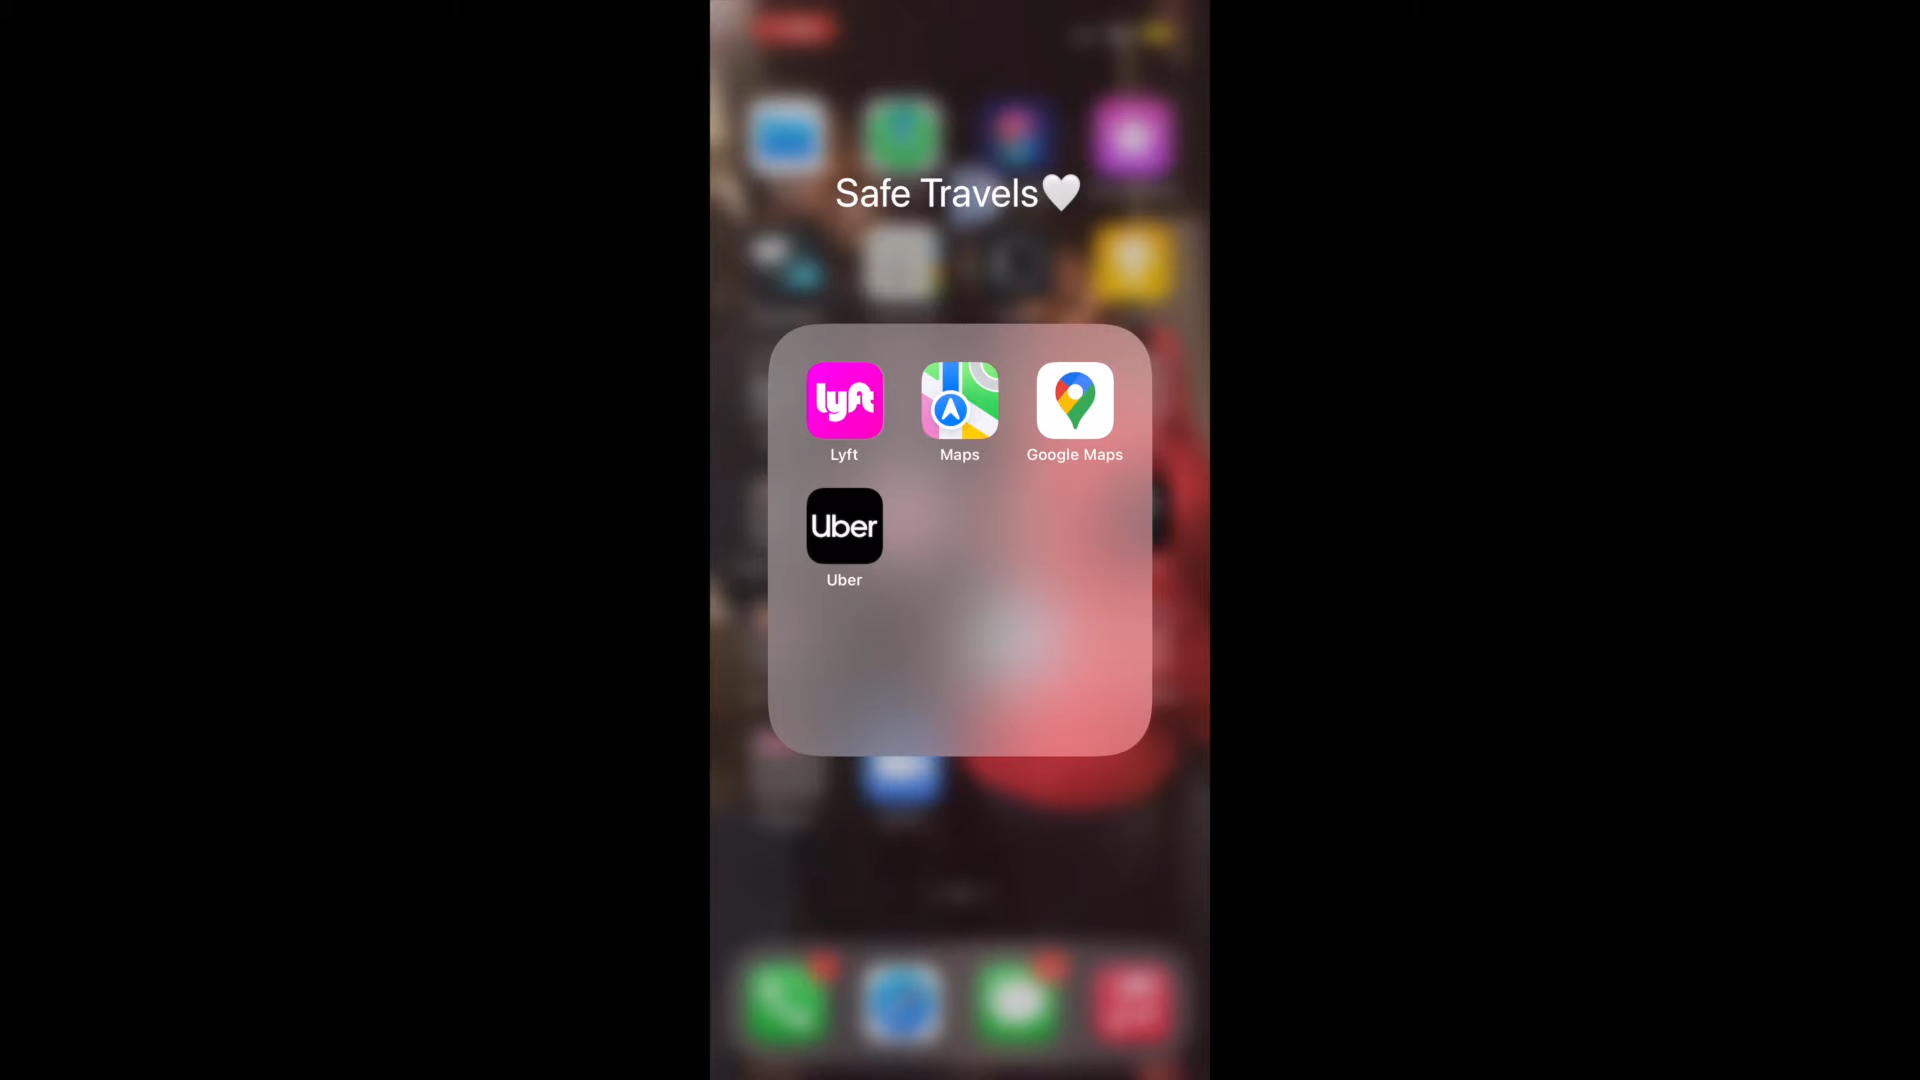 Safe Travels🤍
lyft
Lyft
Maps
Google Maps
Uber
Uber